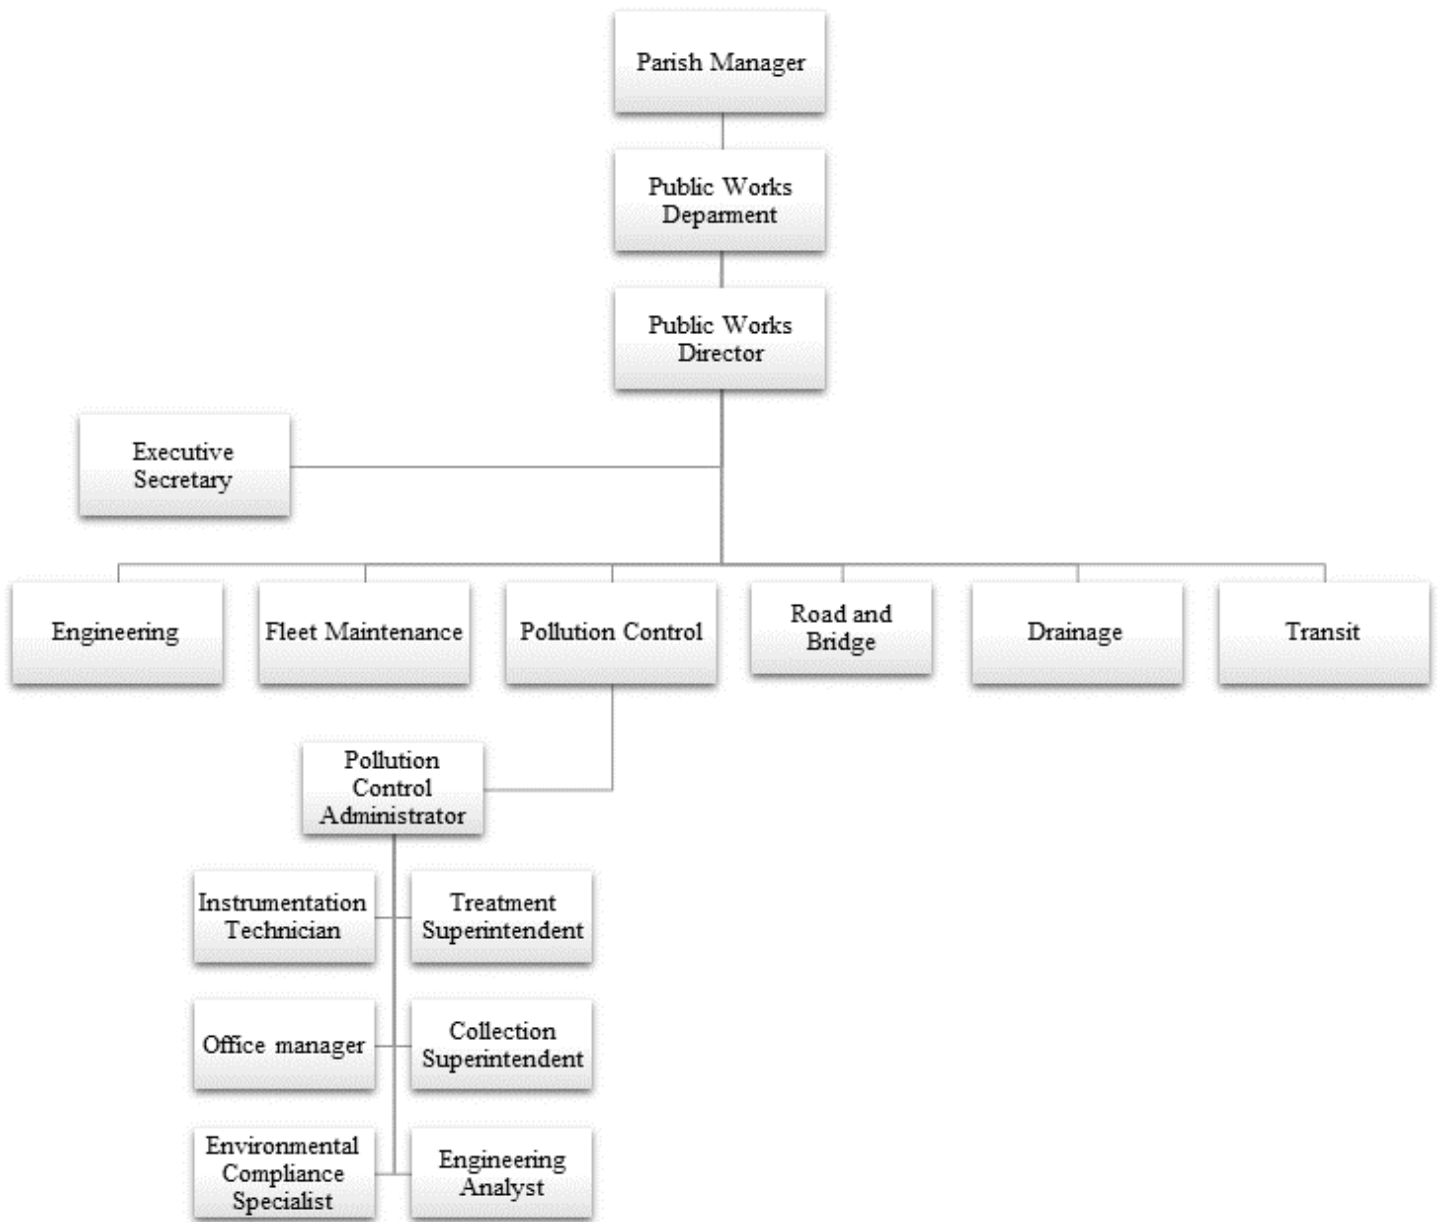 Parish Manager
Public Works
Deparment
Public Works
Director
Executive
Secretary
Engineering
Fleet Maintenance
Pollution Control
Road and
Bridge
Drainage
Transit
Pollution
Control
Administrator
Instrumentation
Technician
Treatment
Superintendent
Office manager
Collection
Superintendent
Environmental
Compliance
Specialist
Engineering
Analyst